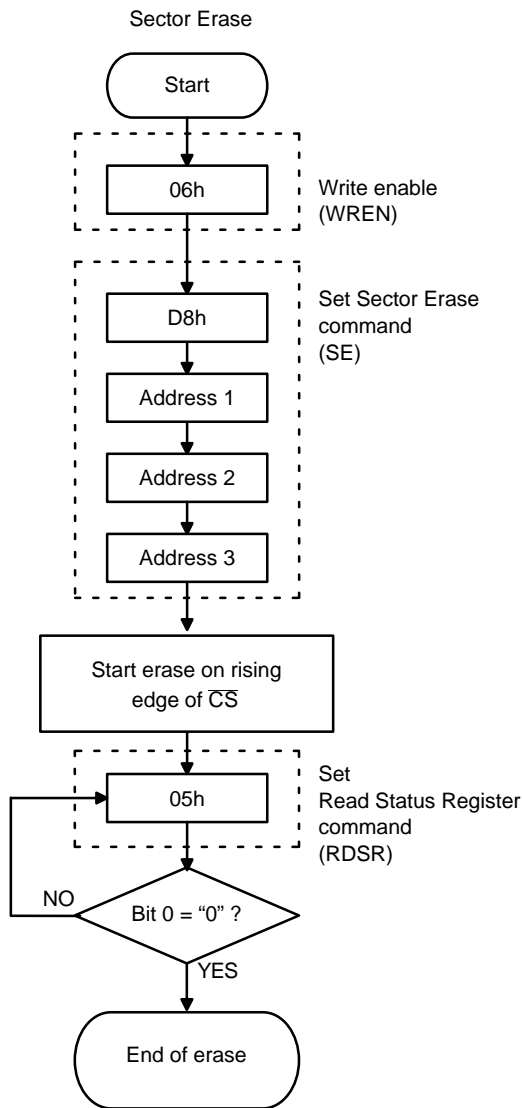 Sector Erase
Start
06h
Write enable
(WREN)
D8h
Set Sector Erase
command
(SE)
Address 1
Address 2
Address 3
Start erase on rising
edge of C̅S̅
05h
Set
Read Status Register
command
(RDSR)
NO
Bit 0 = “0” ?
YES
End of erase